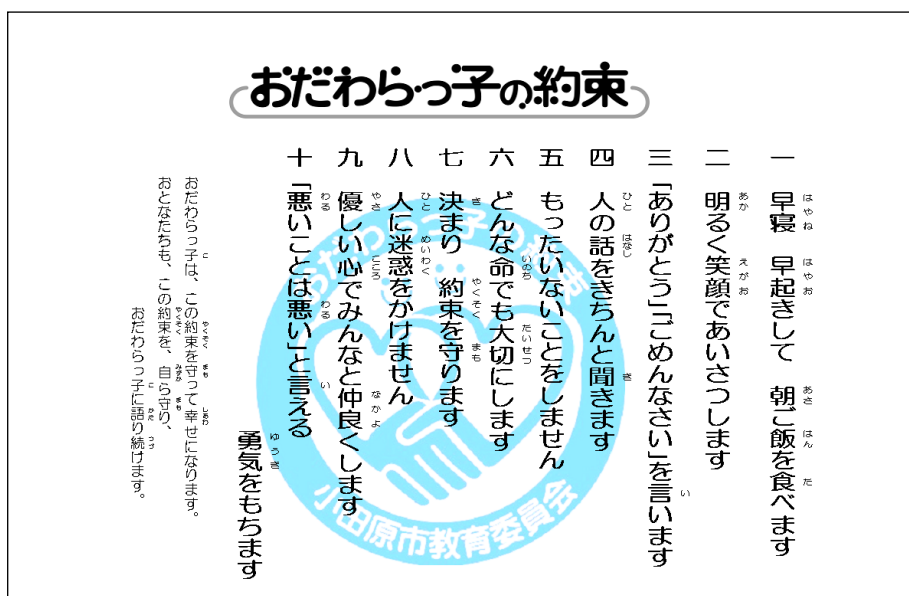 おだわらっ子の約束
一 早寝 早起きして 朝ご飯を食べます
二 明るく笑顔であいさつします
三 「ありがとう」「ごめんなさい」を言います
四 人の話をきちんと聞きます
五 もったいないことをしません
六 どんな命でも大切にします
七 決まり 約束を守ります
八 人に迷惑をかけません
九 優しい心でみんなと仲良くします
十 「悪いことは悪い」と言える
勇気をもちます
おだわらっ子は、この約束を守って幸せになります。
おとなたちも、この約束を、自ら守り、
おだわらっ子に語り続けます。
おだわらっ子の約束
小田原市教育委員会